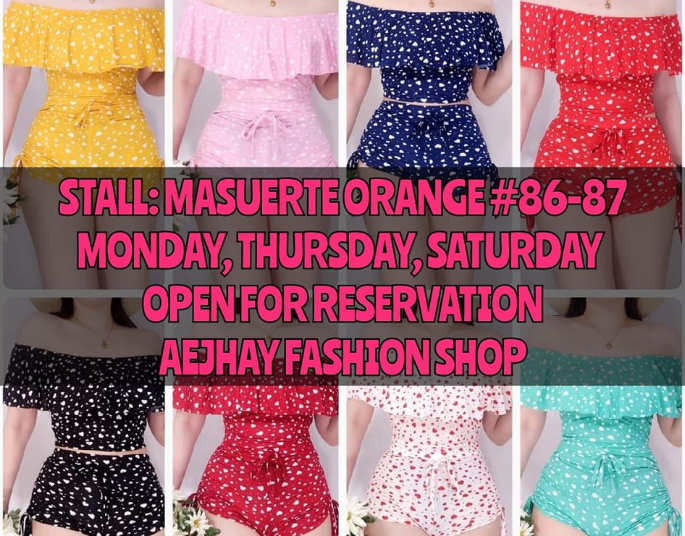 STALL: MASUERTE ORANGE #86-87
MONDAY, THURSDAY, SATURDAY
OPEN FOR RESERVATION
AEJHAY FASHION SHOP